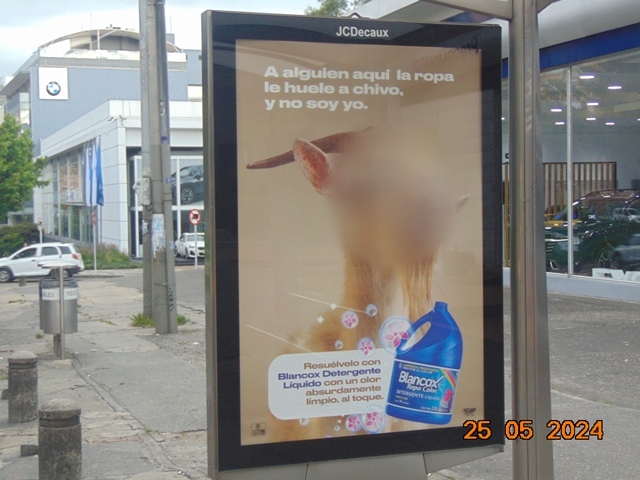 JCDecaux
A alguien aquí la ropa
le huele a chivo,
y no soy yo.
BMW
Resuélvelo con
Blancox Detergente
Líquido con un olor
absurdamente
limpio, al toque.
Blancox
Ropa Color
DETERGENTE LÍQUIDO
25 05 2024